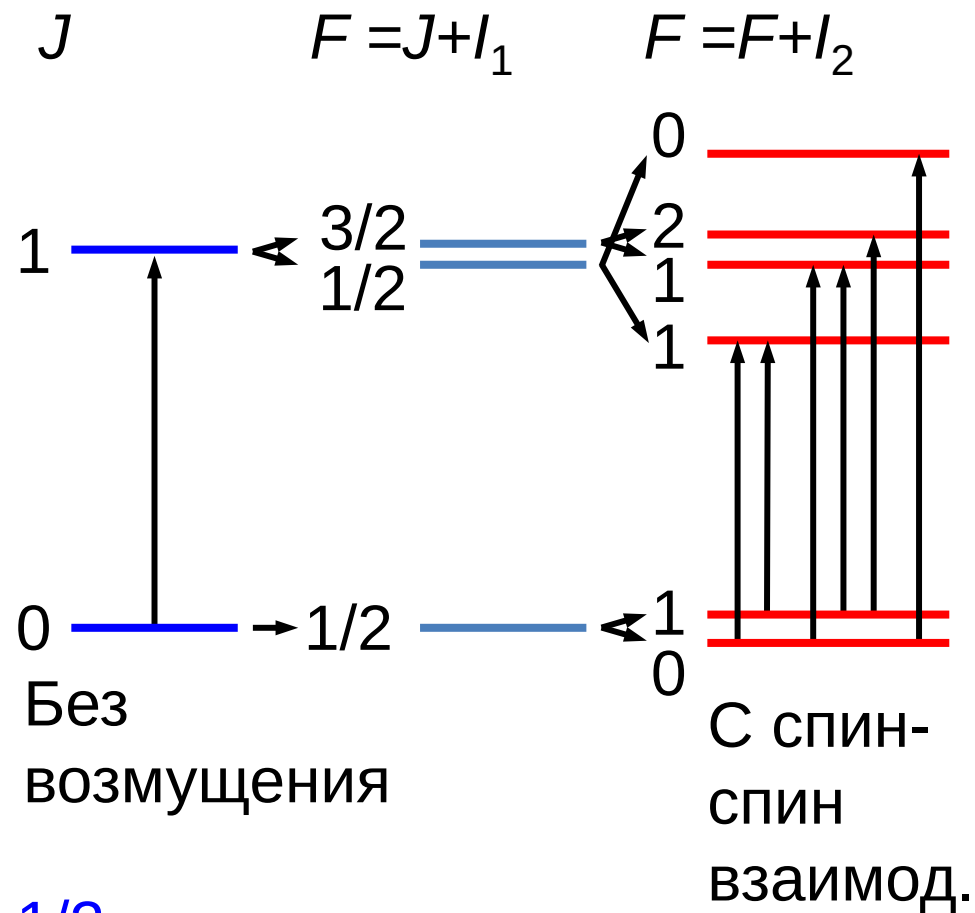 J F =J+I₁ F =F+I₂
0
3/2 2
1 1/2 1
1
0 1/2 1
0
Без
возмущения
С спин-
спин
взаимод.